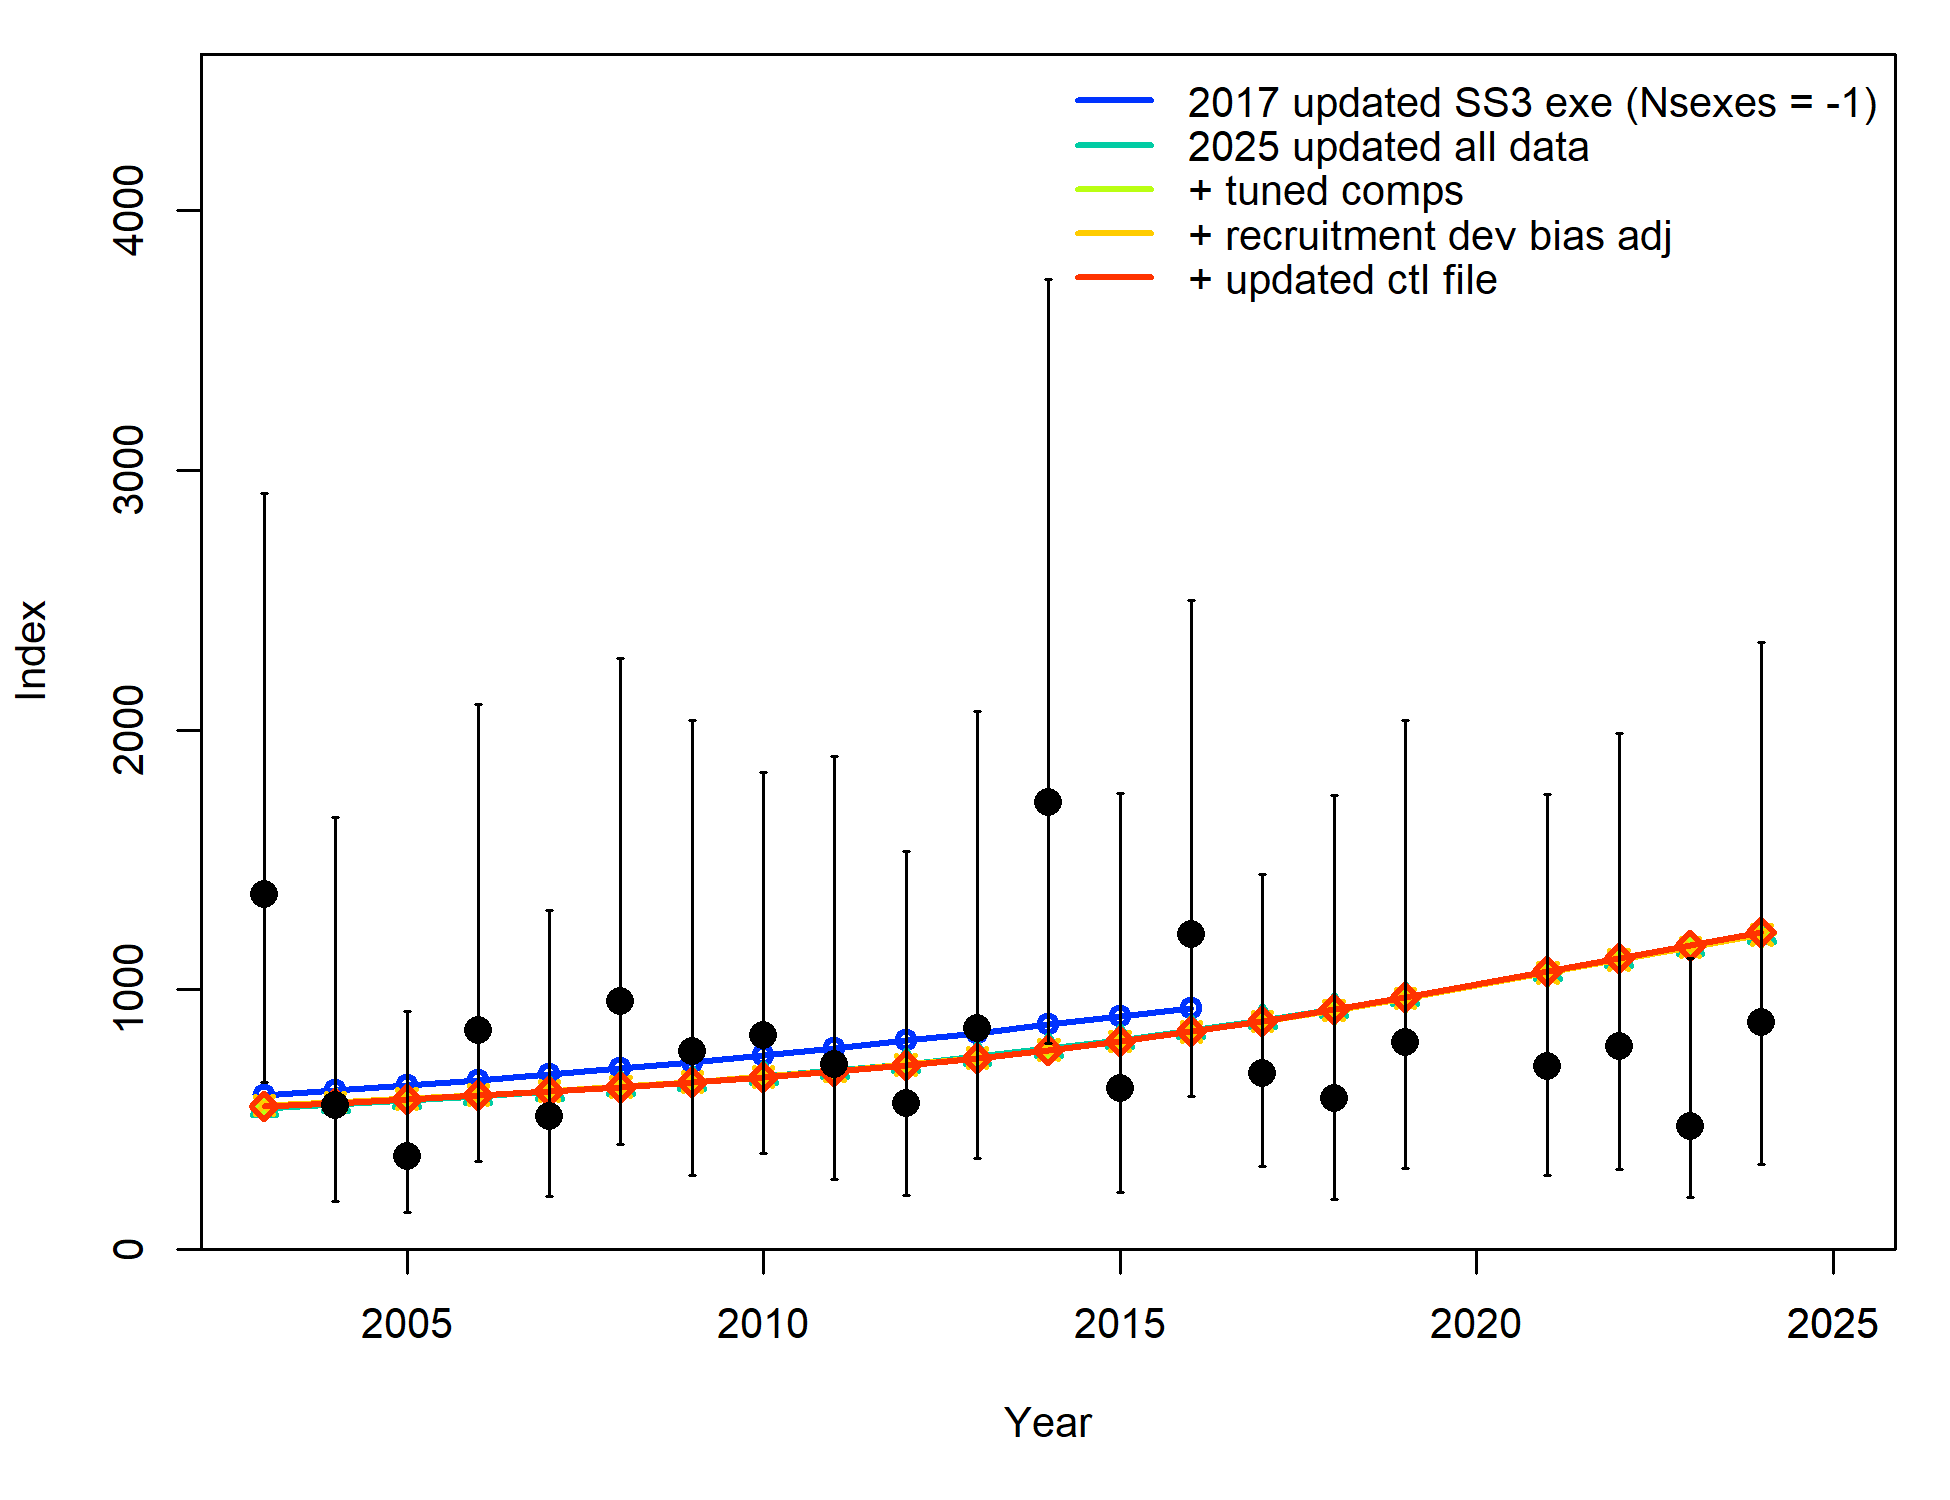 2017 updated SS3 exe (Nsexes = -1)
2025 updated all data
+ tuned comps
+ recruitment dev bias adj
+ updated ctl file
4000
3000
2000
1000
0
Index
2005
2010
2015
2020
2025
Year